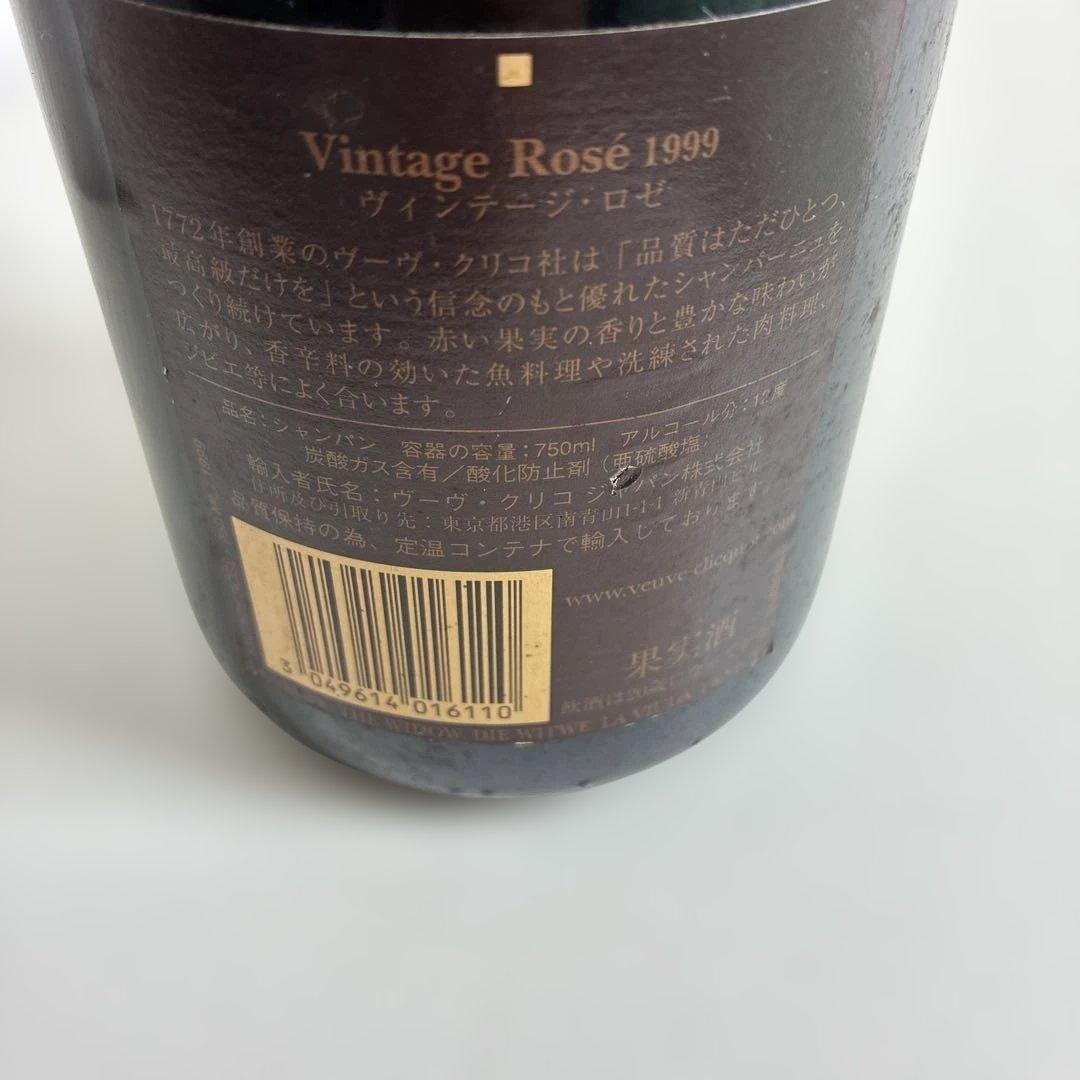 Vintage Rosé 1999
ヴィンテージ・ロゼ
1772年創業のヴーヴ・クリコ社は「品質はただひとつ、
最高級だけを」という信念のもと優れたシャンパーニュを
つくり続けています。赤い果実の香りと豊かな味わいが
広がり、香辛料の効いた魚料理や洗練された肉料理、
ジビエ等によく合います。
品名：シャンパン 容器の容量：750ml アルコール分：12度
炭酸ガス含有／酸化防止剤（亜硫酸塩）
輸入者氏名：ヴーヴ・クリコ ジャパン株式会社
住所及び引取り先：東京都港区南青山1-1-1 新青山ビル
品質保持の為、定温コンテナで輸入しております。
www.veuve-clicquot.com
果実酒
飲酒は20歳に
3 049614 016110
THE WIDOW, DIE WITWE, LA